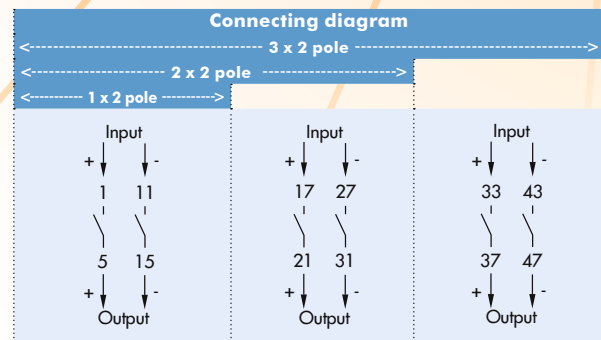 Connecting diagram
3 x 2 pole
2 x 2 pole
1 x 2 pole
Input Input Input
+ - + - + -
1 11 17 27 33 43
5 15 21 31 37 47
+ - + - + -
Output Output Output